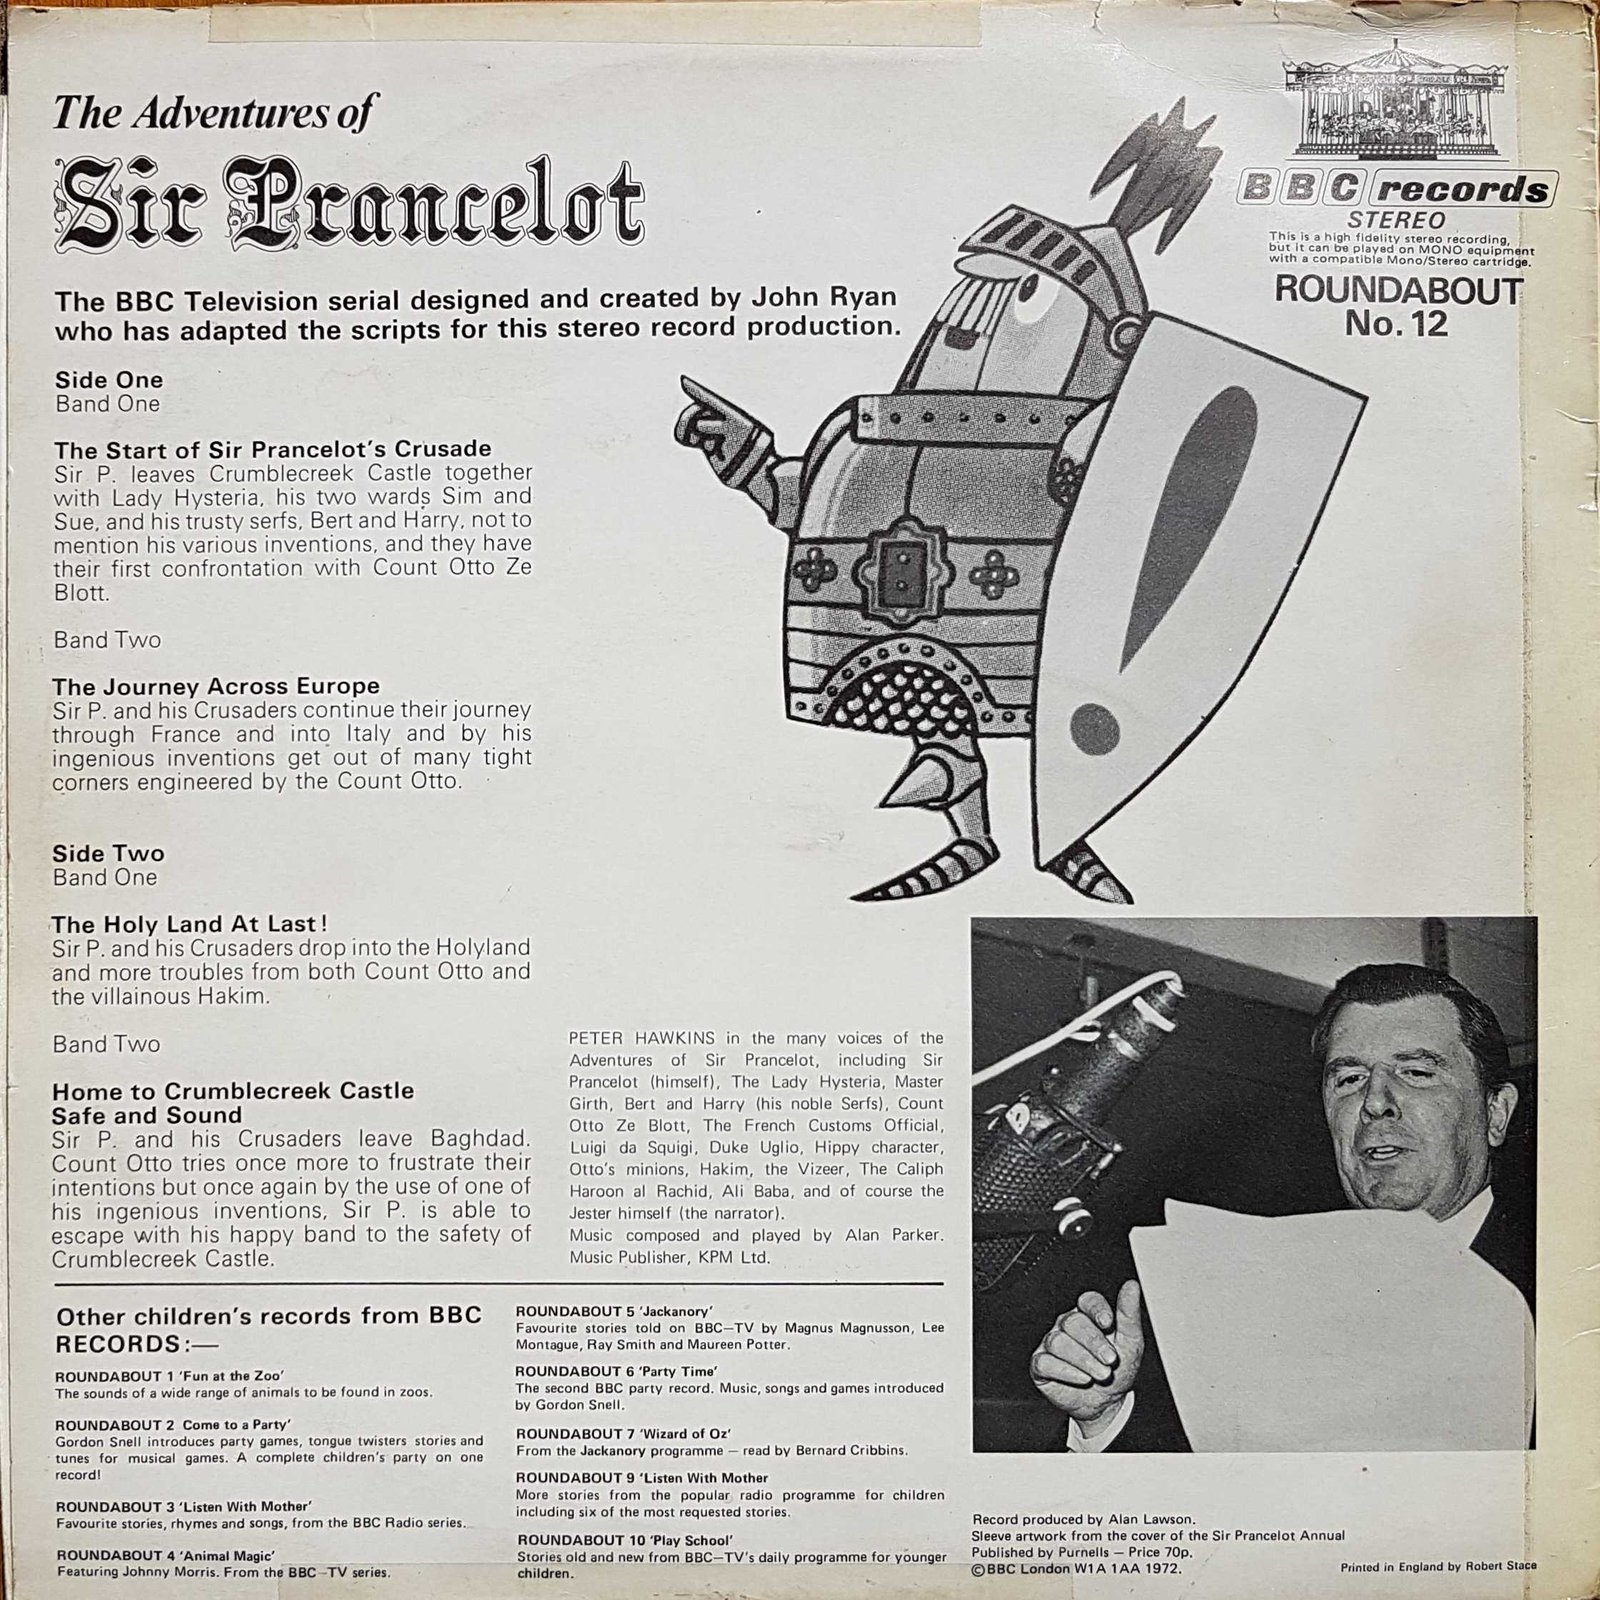 The Adventures of
Sir Prancelot
BBC records
STEREO
This is a high fidelity stereo recording,
but it can be played on MONO equipment
with a compatible Mono/Stereo cartridge.
ROUNDABOUT
No. 12
The BBC Television serial designed and created by John Ryan
who has adapted the scripts for this stereo record production.
Side One
Band One
The Start of Sir Prancelot's Crusade
Sir P. leaves Crumblecreek Castle together
with Lady Hysteria, his two wards Sim and
Sue, and his trusty serfs, Bert and Harry, not to
mention his various inventions, and they have
their first confrontation with Count Otto Ze
Blott.
Band Two
The Journey Across Europe
Sir P. and his Crusaders continue their journey
through France and into Italy and by his
ingenious inventions get out of many tight
corners engineered by the Count Otto.
Side Two
Band One
The Holy Land At Last!
Sir P. and his Crusaders drop into the Holyland
and more troubles from both Count Otto and
the villainous Hakim.
Band Two
Home to Crumblecreek Castle
Safe and Sound
Sir P. and his Crusaders leave Baghdad.
Count Otto tries once more to frustrate their
intentions but once again by the use of one of
his ingenious inventions, Sir P. is able to
escape with his happy band to the safety of
Crumblecreek Castle.
PETER HAWKINS in the many voices of the
Adventures of Sir Prancelot, including Sir
Prancelot (himself), The Lady Hysteria, Master
Girth, Bert and Harry (his noble Serfs), Count
Otto Ze Blott, The French Customs Official,
Luigi da Squigi, Duke Uglio, Hippy character,
Otto's minions, Hakim, the Vizeer, The Caliph
Haroon al Rachid, Ali Baba, and of course the
Jester himself (the narrator).
Music composed and played by Alan Parker.
Music Publisher, KPM Ltd.
Other children's records from BBC
RECORDS:—
ROUNDABOUT 1 'Fun at the Zoo'
The sounds of a wide range of animals to be found in zoos.
ROUNDABOUT 2 Come to a Party'
Gordon Snell introduces party games, tongue twisters stories and
tunes for musical games. A complete children's party on one
record!
ROUNDABOUT 3 'Listen With Mother'
Favourite stories, rhymes and songs, from the BBC Radio series.
ROUNDABOUT 4 'Animal Magic'
Featuring Johnny Morris. From the BBC—TV series.
ROUNDABOUT 5 'Jackanory'
Favourite stories told on BBC—TV by Magnus Magnusson, Lee
Montague, Ray Smith and Maureen Potter.
ROUNDABOUT 6 'Party Time'
The second BBC party record. Music, songs and games introduced
by Gordon Snell.
ROUNDABOUT 7 'Wizard of Oz'
From the Jackanory programme — read by Bernard Cribbins.
ROUNDABOUT 9 'Listen With Mother
More stories from the popular radio programme for children
including six of the most requested stories.
ROUNDABOUT 10 'Play School'
Stories old and new from BBC—TV's daily programme for younger
children.
Record produced by Alan Lawson.
Sleeve artwork from the cover of the Sir Prancelot Annual
Published by Purnells — Price 70p.
©BBC London W1A 1AA 1972.
Printed in England by Robert Stace